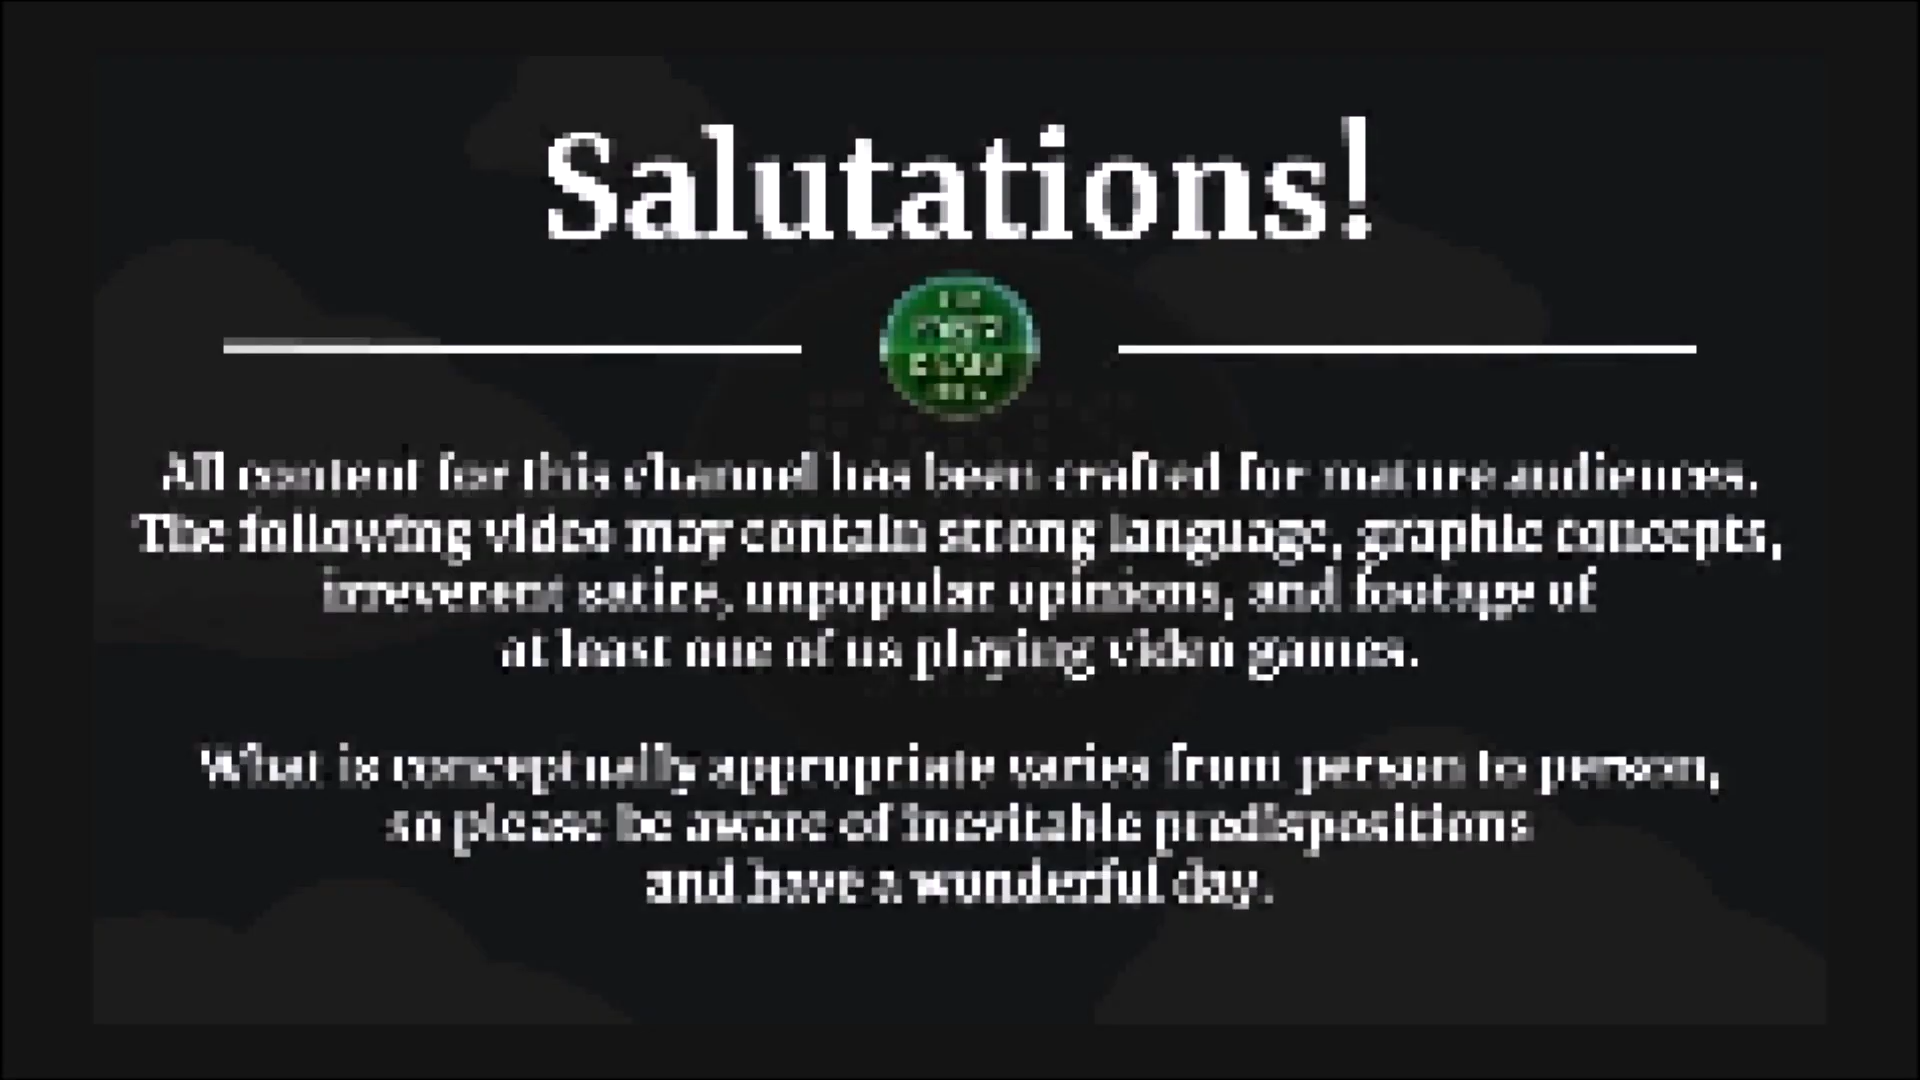 Salutations!
All content for this channel has been crafted for mature audiences.
The following video may contain strong language, graphic concepts,
irreverent satire, unpopular opinions, and footage of
at least one of us playing video games.
What is conceptually appropriate varies from person to person,
so please be aware of inevitable predispositions
and have a wonderful day.